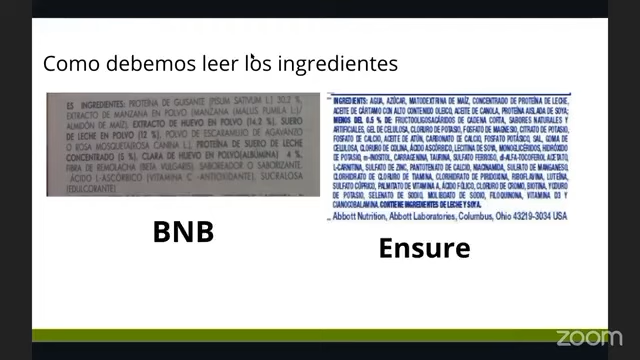 Como debemos leer los ingredientes
ES INGREDIENTES: PROTEÍNA DE GUISANTE (PISUM SATIVUM L.) 30,2 %,
EXTRACTO DE MANZANA EN POLVO (MANZANA (MALUS PUMILA L.)/
ALMIDÓN DE MAÍZ), EXTRACTO DE HUEVO EN POLVO (14,2 %), SUERO
DE LECHE EN POLVO (12 %), POLVO DE ESCARAMUJO DE AGAVANZO
O ROSA MOSQUETA(ROSA CANINA L.), PROTEÍNA DE SUERO DE LECHE
CONCENTRADO (5 %), CLARA DE HUEVO EN POLVO(ALBÚMINA) 4 %,
FIBRA DE REMOLACHA (BETA VULGARIS), SABOREADOR O SABORIZANTE,
ÁCIDO L-ASCÓRBICO (VITAMINA C -ANTIOXIDANTE), SUCRALOSA
(EDULCORANTE).
BNB
INGREDIENTS: AGUA, AZÚCAR, MALTODEXTRINA DE MAÍZ, CONCENTRADO DE PROTEÍNA DE LECHE,
ACEITE DE CÁRTAMO CON ALTO CONTENIDO OLEICO, ACEITE DE CANOLA, PROTEÍNA AISLADA DE SOYA;
MENOS DEL 0.5 % DE: FRUCTOOLIGOSACÁRIDOS DE CADENA CORTA, SABORES NATURALES Y
ARTIFICIALES, GEL DE CELULOSA, CLORURO DE POTASIO, FOSFATO DE MAGNESIO, CITRATO DE POTASIO,
FOSFATO DE CALCIO, ACEITE DE ATÚN, CARBONATO DE CALCIO, FOSFATO POTÁSICO, SAL, GOMA DE
CELULOSA, CLORURO DE COLINA, ÁCIDO ASCÓRBICO, LECITINA DE SOYA, MONOGLICÉRIDOS, HIDRÓXIDO
DE POTASIO, m-INOSITOL, CARRAGENINA, TAURINA, SULFATO FERROSO, dl-ALFA-TOCOFEROL ACETATO,
L-CARNITINA, SULFATO DE ZINC, PANTOTENATO DE CALCIO, NIACINAMIDA, SULFATO DE MANGANESO,
CLORHIDRATO DE CLORURO DE TIAMINA, CLORHIDRATO DE PIRIDOXINA, RIBOFLAVINA, LUTEÍNA,
SULFATO CÚPRICO, PALMITATO DE VITAMINA A, ÁCIDO FÓLICO, CLORURO DE CROMO, BIOTINA, YODURO
DE POTASIO, SELENATO DE SODIO, MOLIBDATO DE SODIO, FILOQUINONA, VITAMINA D3 Y
CIANOCOBALAMINA. CONTIENE INGREDIENTES DE LECHE Y SOYA.
Abbott Nutrition, Abbott Laboratories, Columbus, Ohio 43219-3034 USA
Ensure
zoom